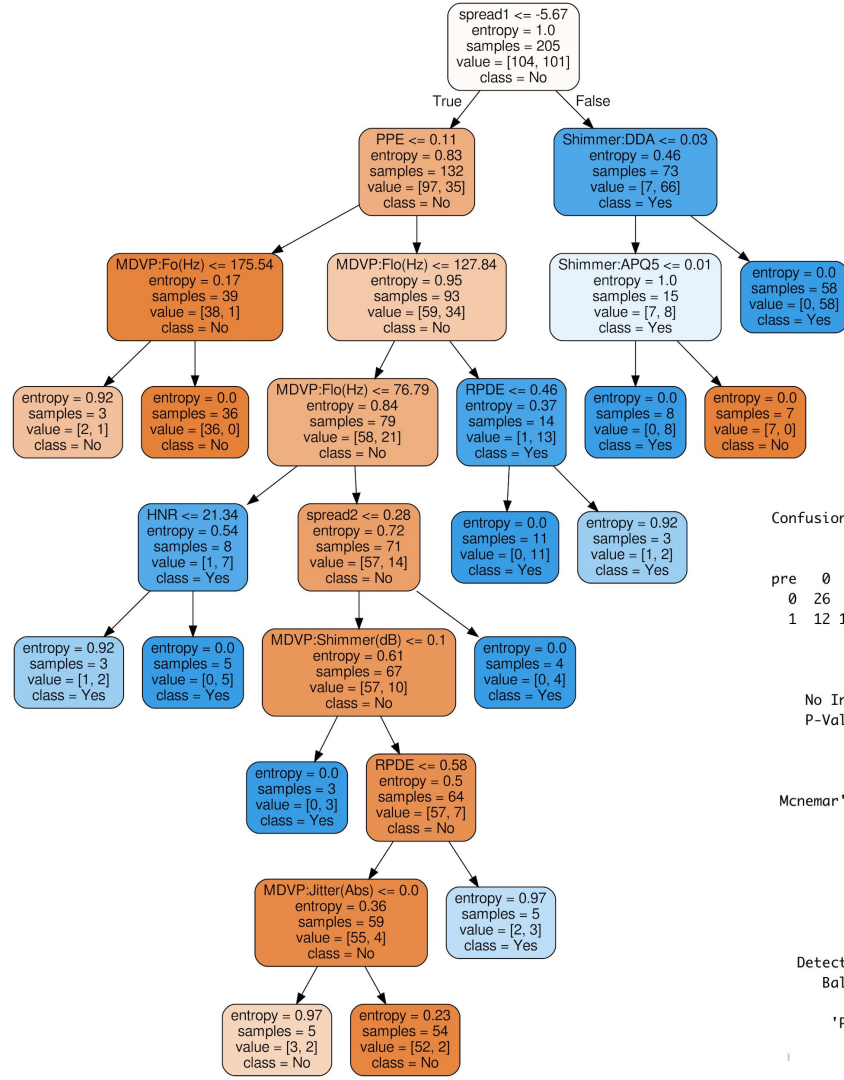 spread1 <= -5.67
entropy = 1.0
samples = 205
value = [104, 101]
class = No
True
False
PPE <= 0.11
entropy = 0.83
samples = 132
value = [97, 35]
class = No
Shimmer:DDA <= 0.03
entropy = 0.46
samples = 73
value = [7, 66]
class = Yes
MDVP:Fo(Hz) <= 175.54
entropy = 0.17
samples = 39
value = [38, 1]
class = No
MDVP:Flo(Hz) <= 127.84
entropy = 0.95
samples = 93
value = [59, 34]
class = No
Shimmer:APQ5 <= 0.01
entropy = 1.0
samples = 15
value = [7, 8]
class = Yes
entropy = 0.0
samples = 58
value = [0, 58]
class = Yes
entropy = 0.92
samples = 3
value = [2, 1]
class = No
entropy = 0.0
samples = 36
value = [36, 0]
class = No
MDVP:Flo(Hz) <= 76.79
entropy = 0.84
samples = 79
value = [58, 21]
class = No
RPDE <= 0.46
entropy = 0.37
samples = 14
value = [1, 13]
class = Yes
entropy = 0.0
samples = 8
value = [0, 8]
class = Yes
entropy = 0.0
samples = 7
value = [7, 0]
class = No
HNR <= 21.34
entropy = 0.54
samples = 8
value = [1, 7]
class = Yes
spread2 <= 0.28
entropy = 0.72
samples = 71
value = [57, 14]
class = No
entropy = 0.0
samples = 11
value = [0, 11]
class = Yes
entropy = 0.92
samples = 3
value = [1, 2]
class = Yes
Confusion
pre 0
0 26
1 12 1
entropy = 0.92
samples = 3
value = [1, 2]
class = Yes
entropy = 0.0
samples = 5
value = [0, 5]
class = Yes
MDVP:Shimmer(dB) <= 0.1
entropy = 0.61
samples = 67
value = [57, 10]
class = No
entropy = 0.0
samples = 4
value = [0, 4]
class = Yes
No In
P-Val
entropy = 0.0
samples = 3
value = [0, 3]
class = Yes
RPDE <= 0.58
entropy = 0.5
samples = 64
value = [57, 7]
class = No
Mcnemar'
MDVP:Jitter(Abs) <= 0.0
entropy = 0.36
samples = 59
value = [55, 4]
class = No
entropy = 0.97
samples = 5
value = [2, 3]
class = Yes
Detect
Bal
'P
entropy = 0.97
samples = 5
value = [3, 2]
class = No
entropy = 0.23
samples = 54
value = [52, 2]
class = No